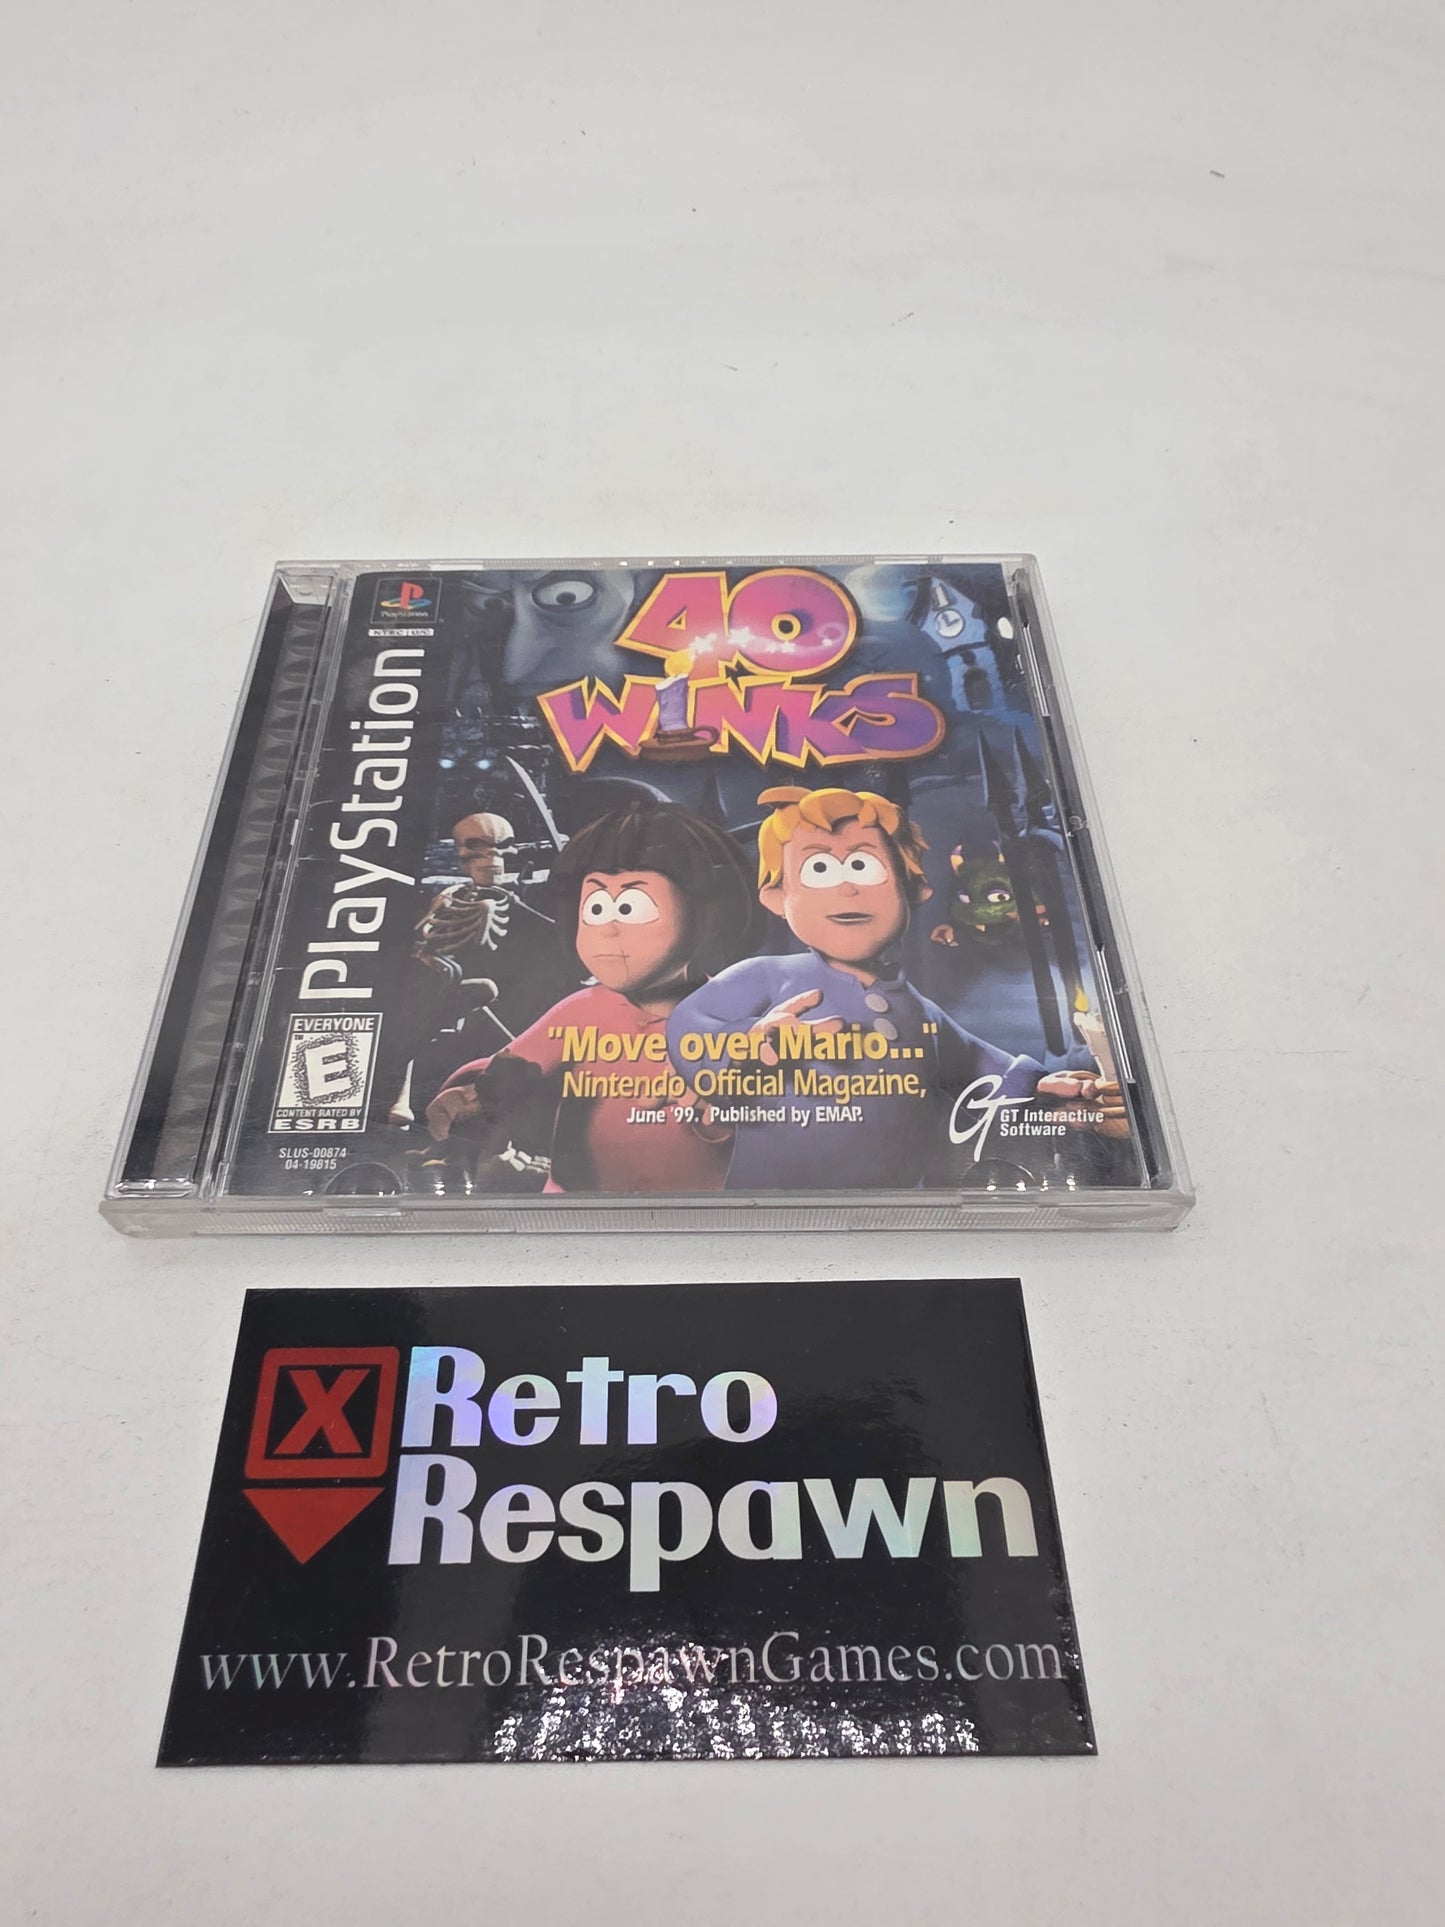 PlayStation
NTSC U/C
PlayStation
40
WINKS
EVERYONE
E
CONTENT RATED BY
ESRB
SLUS-00874
04-19815
"Move over Mario..."
Nintendo Official Magazine,
June '99. Published by EMAP.
GT Interactive
Software
X Retro
Respawn
www.RetroRespawnGames.com